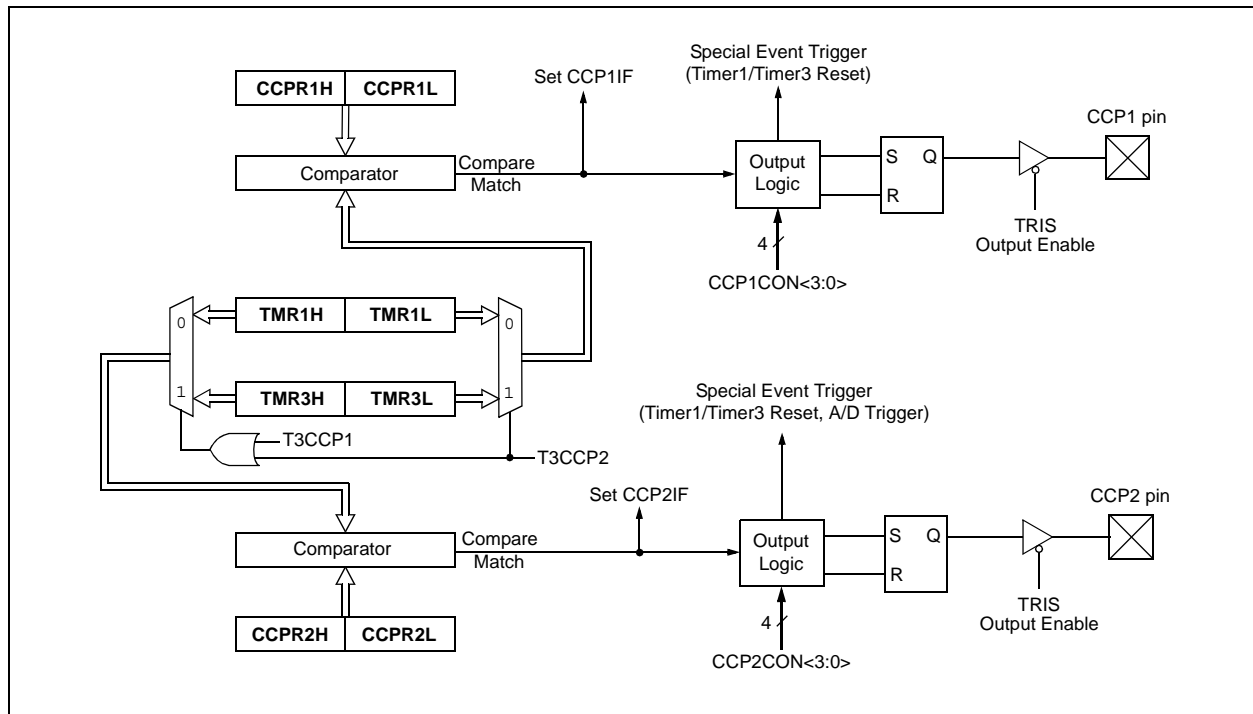 Special Event Trigger
(Timer1/Timer3 Reset)
Set CCP1IF
CCPR1H CCPR1L
CCP1 pin
Comparator
Compare
Match
Output
Logic
S Q
R
TRIS
Output Enable
4
CCP1CON<3:0>
0 TMR1H TMR1L 0
1 TMR3H TMR3L 1
T3CCP1
T3CCP2
Special Event Trigger
(Timer1/Timer3 Reset, A/D Trigger)
Set CCP2IF
CCP2 pin
Comparator
Compare
Match
Output
Logic
S Q
R
TRIS
Output Enable
4
CCPR2H CCPR2L
CCP2CON<3:0>